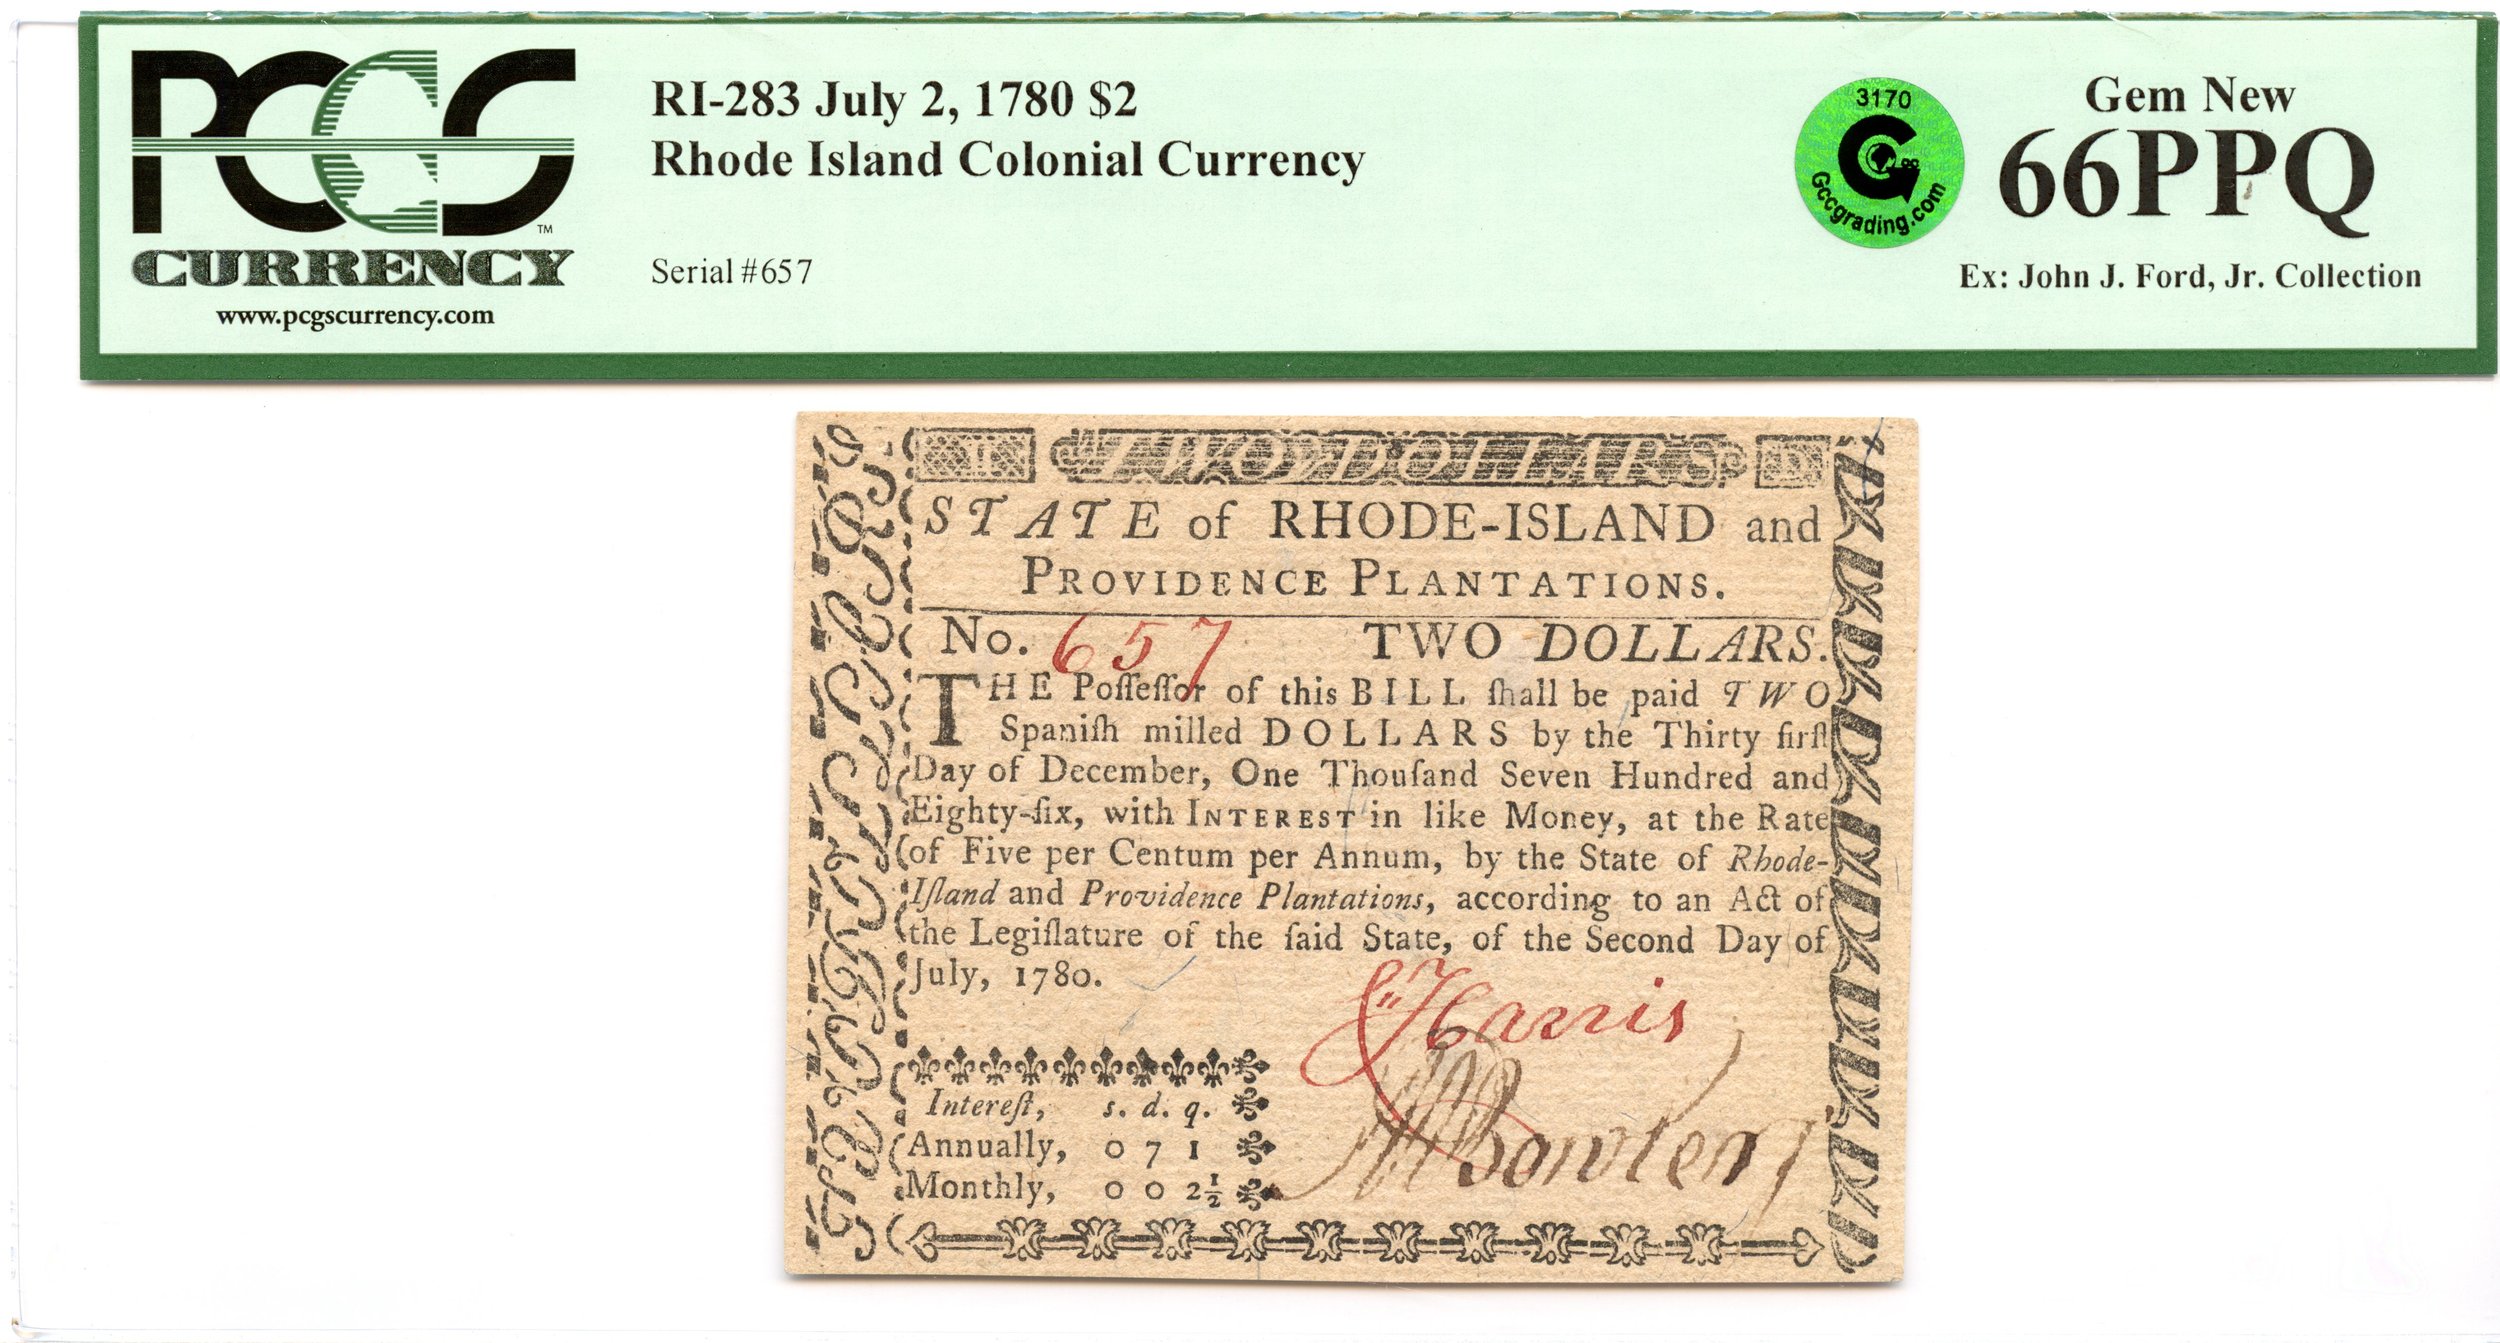 PCGS
™
CURRENCY
www.pcgscurrency.com
RI-283 July 2, 1780 $2
Rhode Island Colonial Currency
Serial #657
3170
Gccgrading.com
Gem New
66PPQ
Ex: John J. Ford, Jr. Collection
II
TWO DOLLARS
D
STATE of RHODE-ISLAND and
PROVIDENCE PLANTATIONS.
No. 657 TWO DOLLARS.
THE Poſſeſſor of this BILL ſhall be paid TWO
Spaniſh milled DOLLARS by the Thirty firſt
Day of December, One Thouſand Seven Hundred and
Eighty-ſix, with INTEREST in like Money, at the Rate
of Five per Centum per Annum, by the State of Rhode-
Iſland and Providence Plantations, according to an Act of
the Legiſlature of the ſaid State, of the Second Day of
July, 1780.
Harris
Bowler
Intereſt, s. d. q.
Annually, 0 7 1
Monthly, 0 0 2½